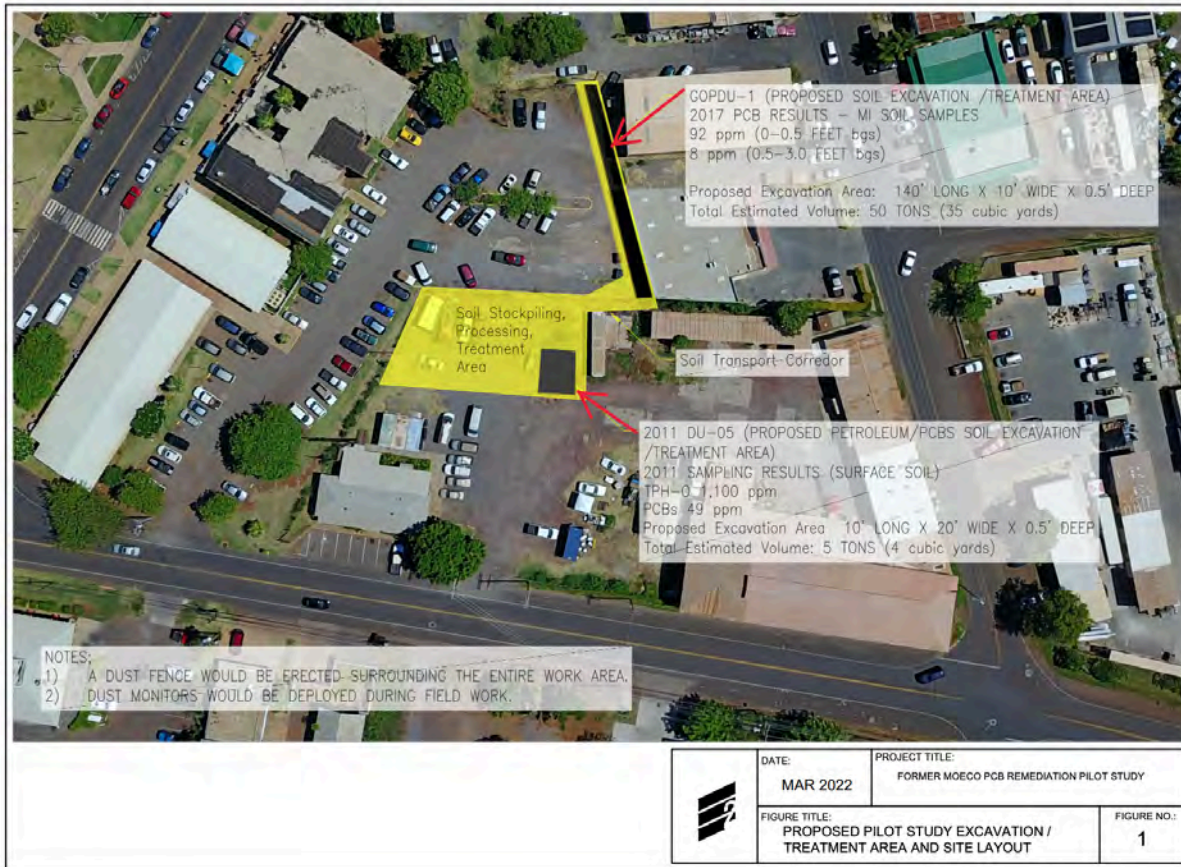 GOPDU-1 (PROPOSED SOIL EXCAVATION /TREATMENT AREA)
2017 PCB RESULTS - MI SOIL SAMPLES
92 ppm (0-0.5 FEET bgs)
8 ppm (0.5-3.0 FEET bgs)
Proposed Excavation Area: 140' LONG X 10' WIDE X 0.5' DEEP
Total Estimated Volume: 50 TONS (35 cubic yards)
Soil Stockpiling,
Processing,
Treatment
Area
Soil Transport Corredor
2011 DU-05 (PROPOSED PETROLEUM/PCBS SOIL EXCAVATION
/TREATMENT AREA)
2011 SAMPLING RESULTS (SURFACE SOIL)
TPH-O 1,100 ppm
PCBs 49 ppm
Proposed Excavation Area 10' LONG X 20' WIDE X 0.5' DEEP
Total Estimated Volume: 5 TONS (4 cubic yards)
NOTES;
1) A DUST FENCE WOULD BE ERECTED SURROUNDING THE ENTIRE WORK AREA.
2) DUST MONITORS WOULD BE DEPLOYED DURING FIELD WORK.
2
DATE:
MAR 2022
PROJECT TITLE:
FORMER MOECO PCB REMEDIATION PILOT STUDY
FIGURE TITLE:
PROPOSED PILOT STUDY EXCAVATION /
TREATMENT AREA AND SITE LAYOUT
FIGURE NO.:
1